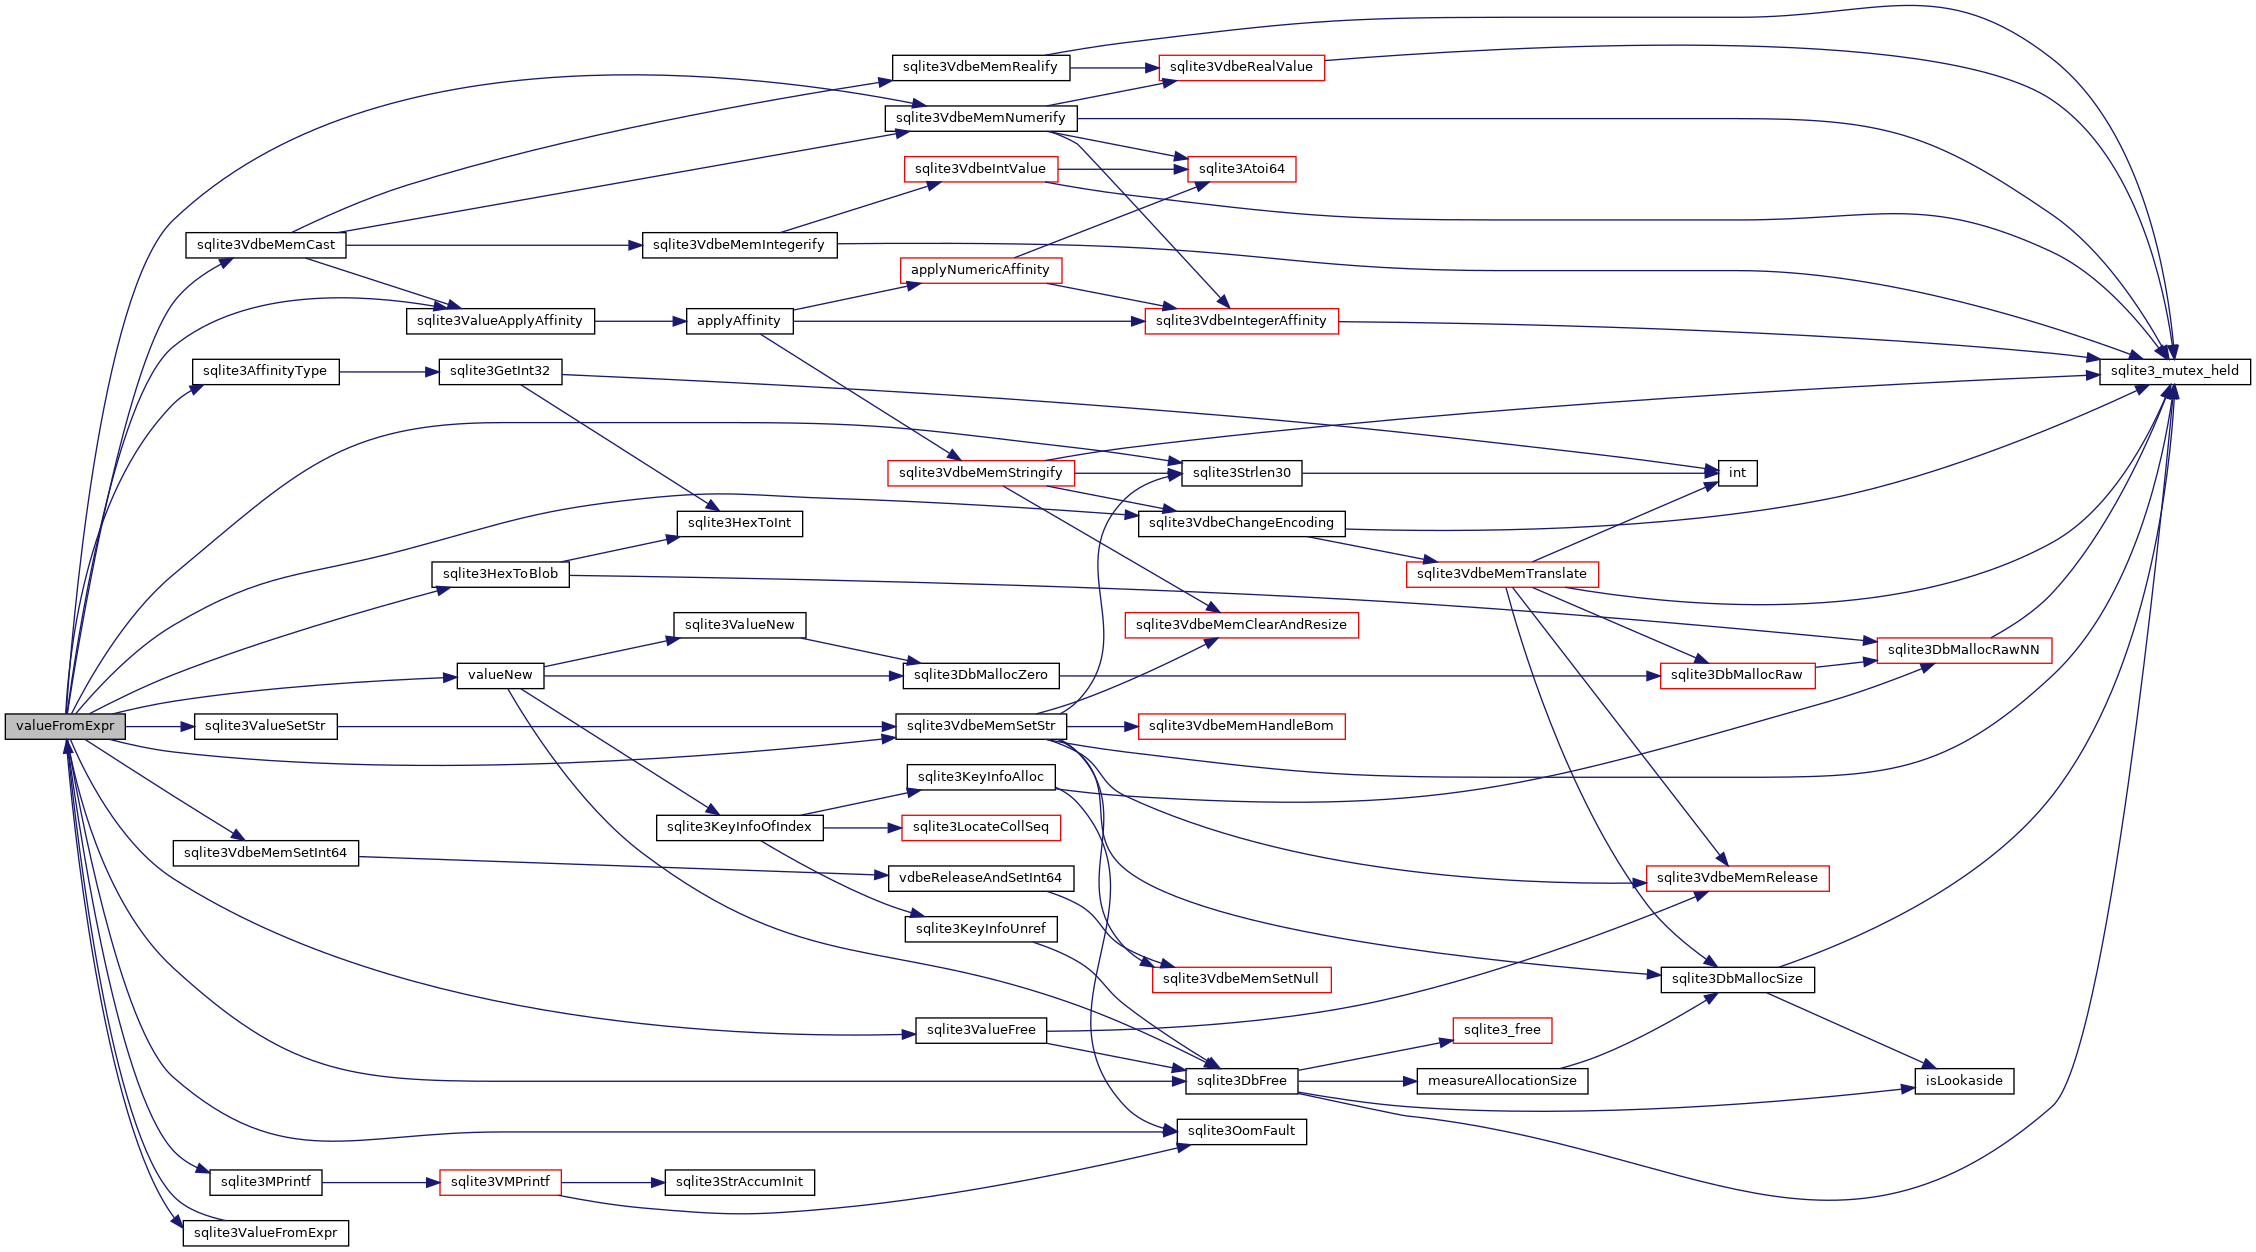 sqlite3VdbeMemRealify
sqlite3VdbeRealValue
sqlite3VdbeMemNumerify
sqlite3VdbeIntValue
sqlite3Atoi64
sqlite3VdbeMemCast
sqlite3VdbeMemIntegerify
applyNumericAffinity
sqlite3ValueApplyAffinity
applyAffinity
sqlite3VdbeIntegerAffinity
sqlite3AffinityType
sqlite3GetInt32
sqlite3_mutex_held
sqlite3VdbeMemStringify
sqlite3Strlen30
int
sqlite3HexToInt
sqlite3VdbeChangeEncoding
sqlite3HexToBlob
sqlite3VdbeMemTranslate
sqlite3ValueNew
sqlite3VdbeMemClearAndResize
sqlite3DbMallocRawNN
valueNew
sqlite3DbMallocZero
sqlite3DbMallocRaw
valueFromExpr
sqlite3ValueSetStr
sqlite3VdbeMemSetStr
sqlite3VdbeMemHandleBom
sqlite3KeyInfoAlloc
sqlite3KeyInfoOfIndex
sqlite3LocateCollSeq
sqlite3VdbeMemSetInt64
vdbeReleaseAndSetInt64
sqlite3VdbeMemRelease
sqlite3KeyInfoUnref
sqlite3VdbeMemSetNull
sqlite3DbMallocSize
sqlite3ValueFree
sqlite3_free
sqlite3DbFree
measureAllocationSize
isLookaside
sqlite3OomFault
sqlite3MPrintf
sqlite3VMPrintf
sqlite3StrAccumInit
sqlite3ValueFromExpr